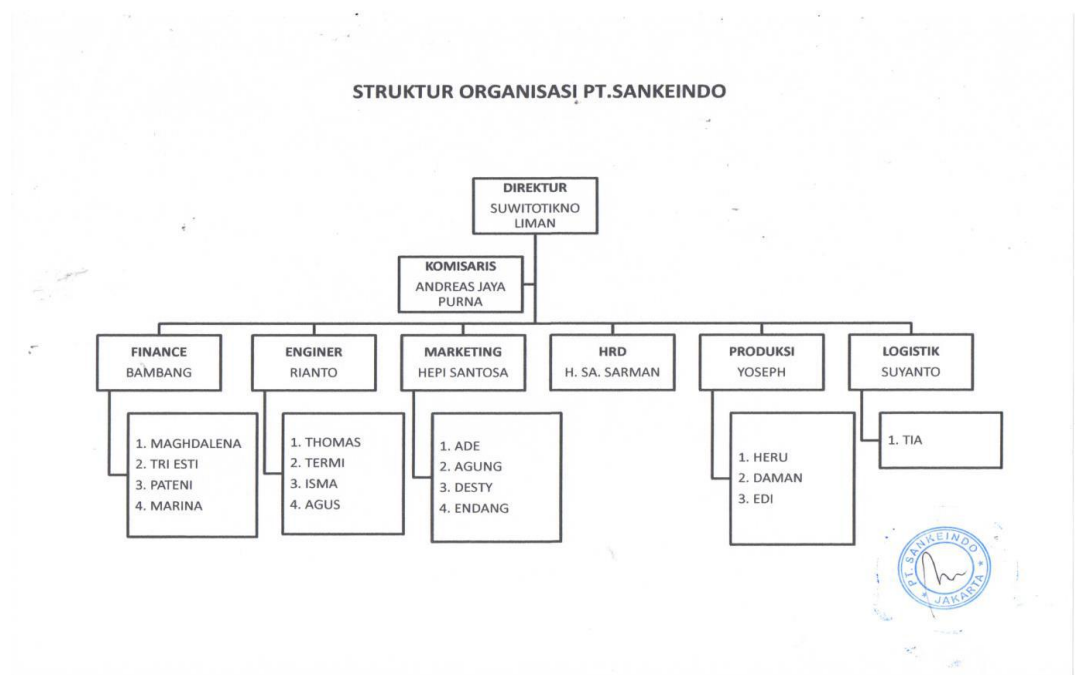 STRUKTUR ORGANISASI PT.SANKEINDO
DIREKTUR
SUWITOTIKNO
LIMAN
KOMISARIS
ANDREAS JAYA
PURNA
FINANCE
BAMBANG
ENGINER
RIANTO
MARKETING
HEPI SANTOSA
HRD
H. SA. SARMAN
PRODUKSI
YOSEPH
LOGISTIK
SUYANTO
1. MAGHDALENA
2. TRI ESTI
3. PATENI
4. MARINA
1. THOMAS
2. TERMI
3. ISMA
4. AGUS
1. ADE
2. AGUNG
3. DESTY
4. ENDANG
1. HERU
2. DAMAN
3. EDI
1. TIA
PT. SANKEINDO
* JAKARTA *